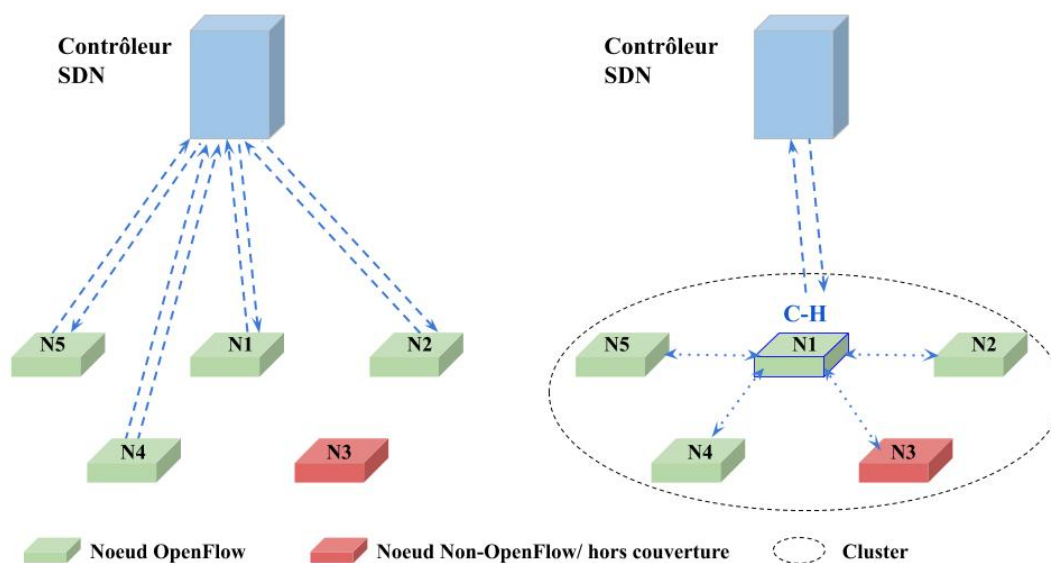 Contrôleur
SDN
N5
N1
N2
N4
N3
Contrôleur
SDN
C-H
N5
N1
N2
N4
N3
Noeud OpenFlow
Noeud Non-OpenFlow/ hors couverture
Cluster